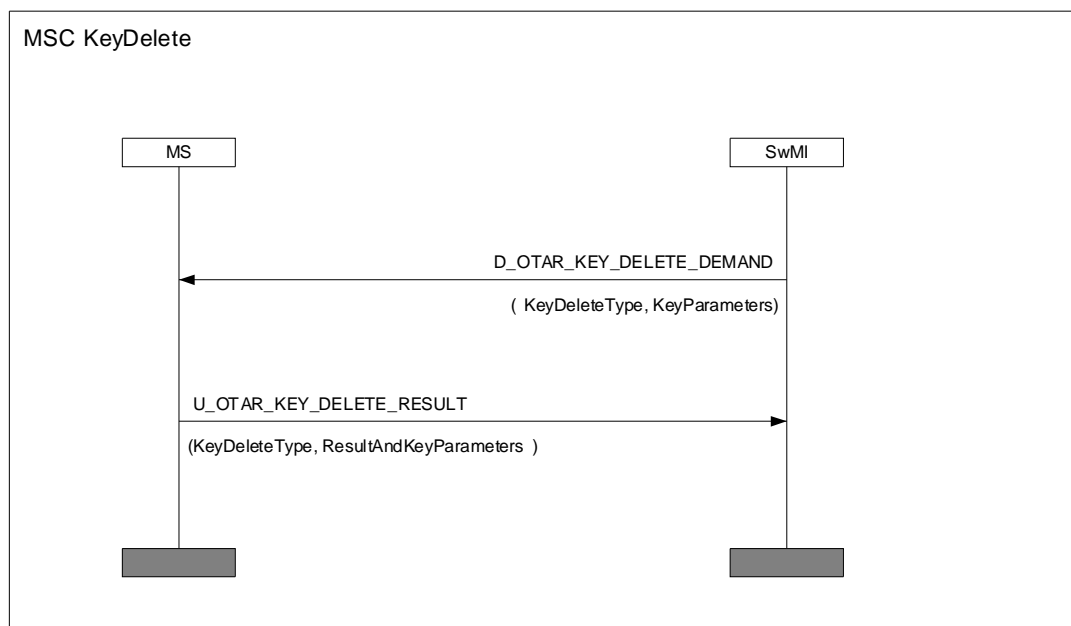 MSC KeyDelete
MS
SwMI
D_OTAR_KEY_DELETE_DEMAND
( KeyDeleteType, KeyParameters)
U_OTAR_KEY_DELETE_RESULT
(KeyDeleteType, ResultAndKeyParameters )